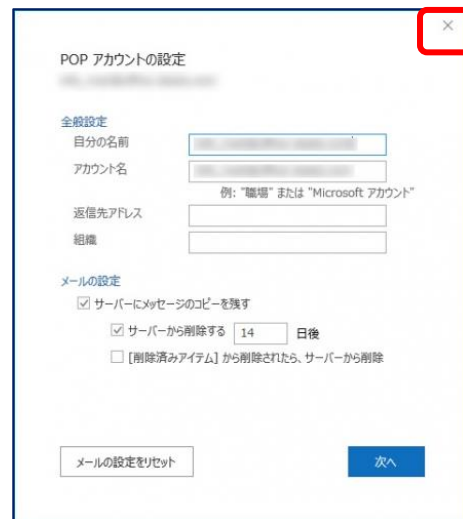 ×
POP アカウントの設定
全般設定
自分の名前
アカウント名
例: "職場" または "Microsoft アカウント"
返信先アドレス
組織
メールの設定
サーバーにメッセージのコピーを残す
サーバーから削除する 14 日後
[削除済みアイテム] から削除されたら、サーバーから削除
メールの設定をリセット 次へ